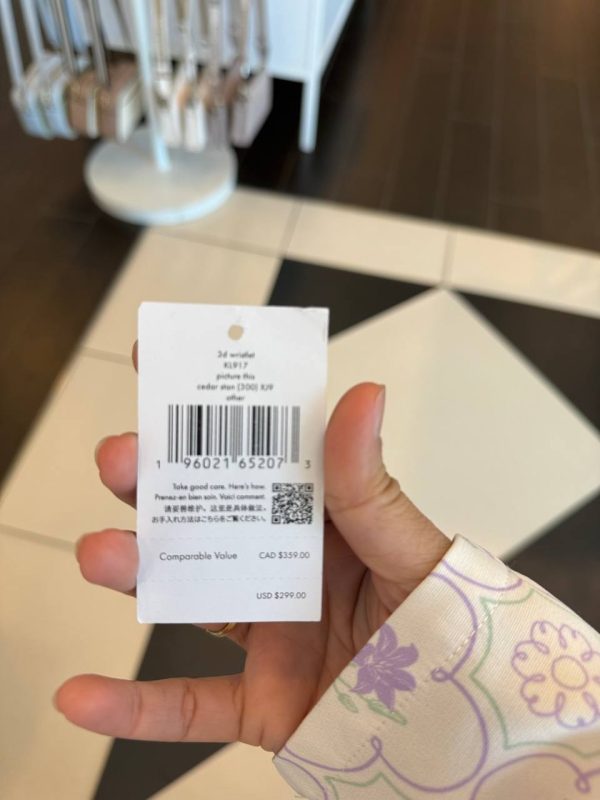 3d wristlet
KL917
picture this
cedar stan (300) XJ9
other
1 96021 65207 3
Take good care. Here's how.
Prenez-en bien soin. Voici comment.
请妥善维护。这里是具体做法。
お手入れ方法はこちらをご覧ください。
Comparable Value CAD $359.00
USD $299.00